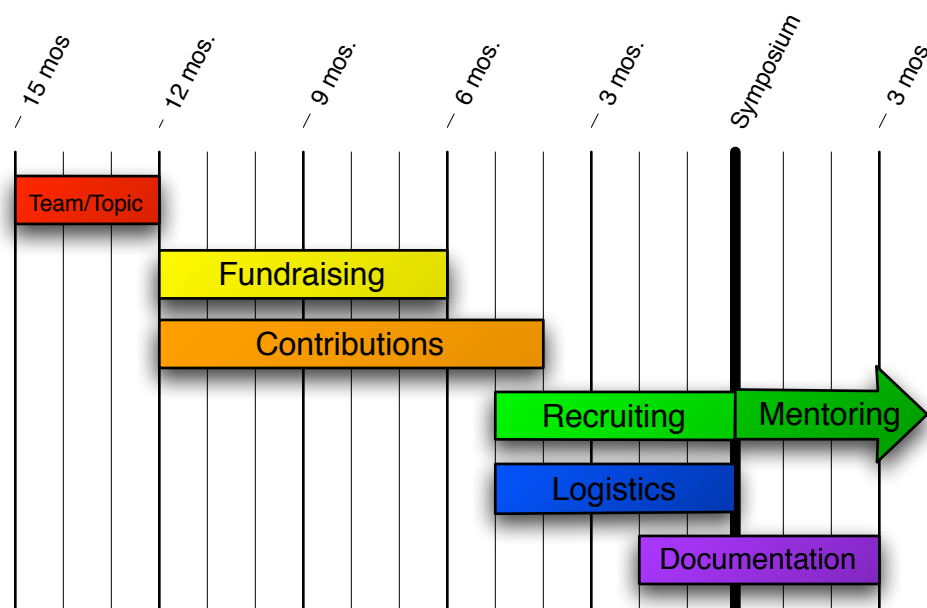 15 mos
12 mos.
9 mos.
6 mos.
3 mos.
Symposium
3 mos
Team/Topic
Fundraising
Contributions
Recruiting
Mentoring
Logistics
Documentation